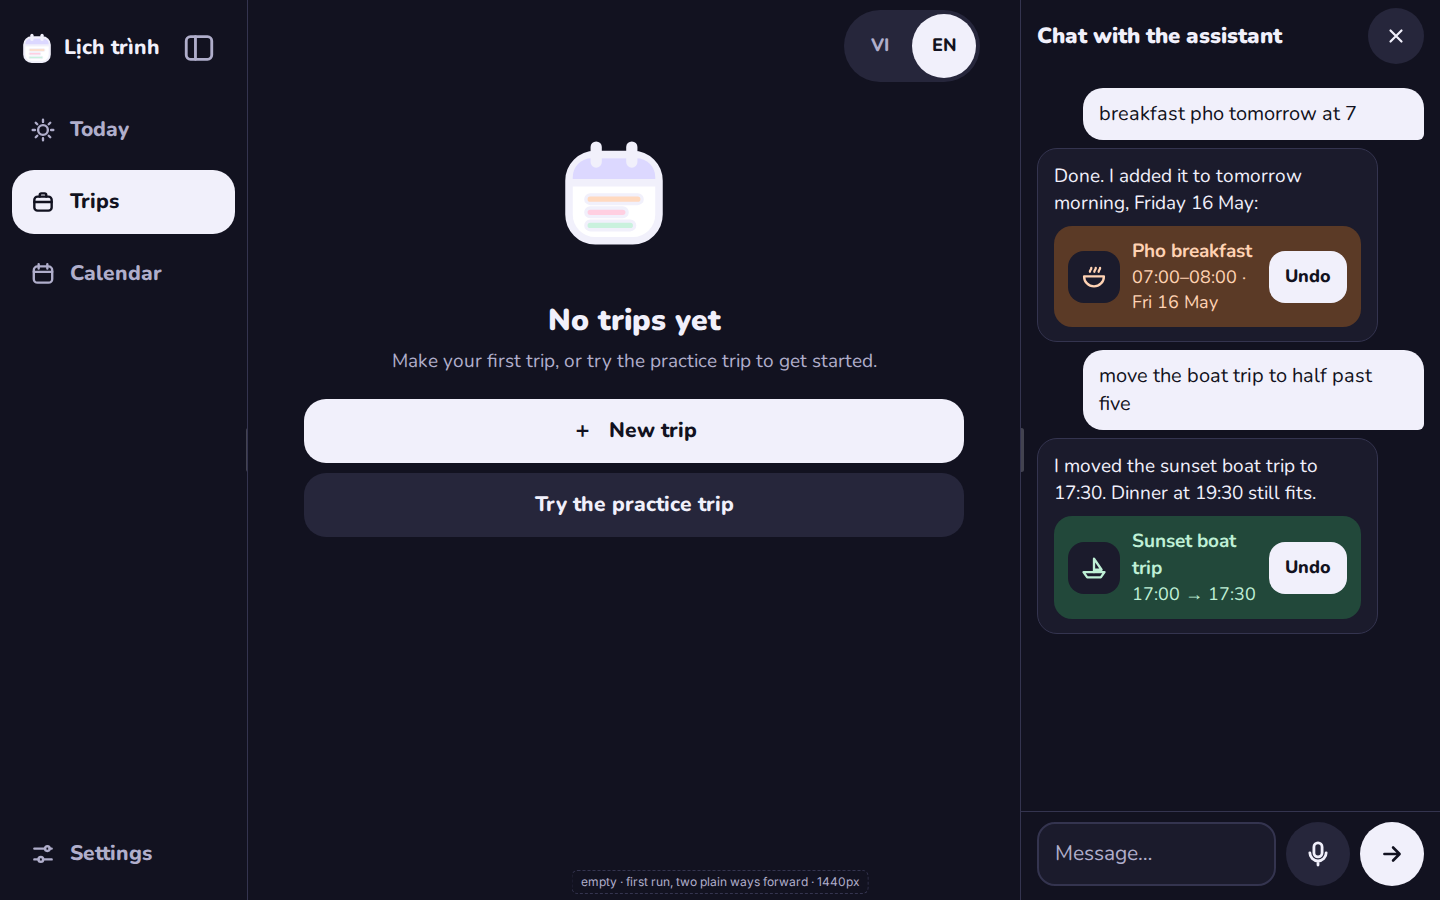 Lịch trình
Today
Trips
Calendar
Settings
VI
EN
No trips yet
Make your first trip, or try the practice trip to get started.
+ New trip
Try the practice trip
empty · first run, two plain ways forward · 1440px
Chat with the assistant
breakfast pho tomorrow at 7
Done. I added it to tomorrow
morning, Friday 16 May:
Pho breakfast
07:00–08:00 ·
Fri 16 May
Undo
move the boat trip to half past
five
I moved the sunset boat trip to
17:30. Dinner at 19:30 still fits.
Sunset boat
trip
17:00 → 17:30
Undo
Message...